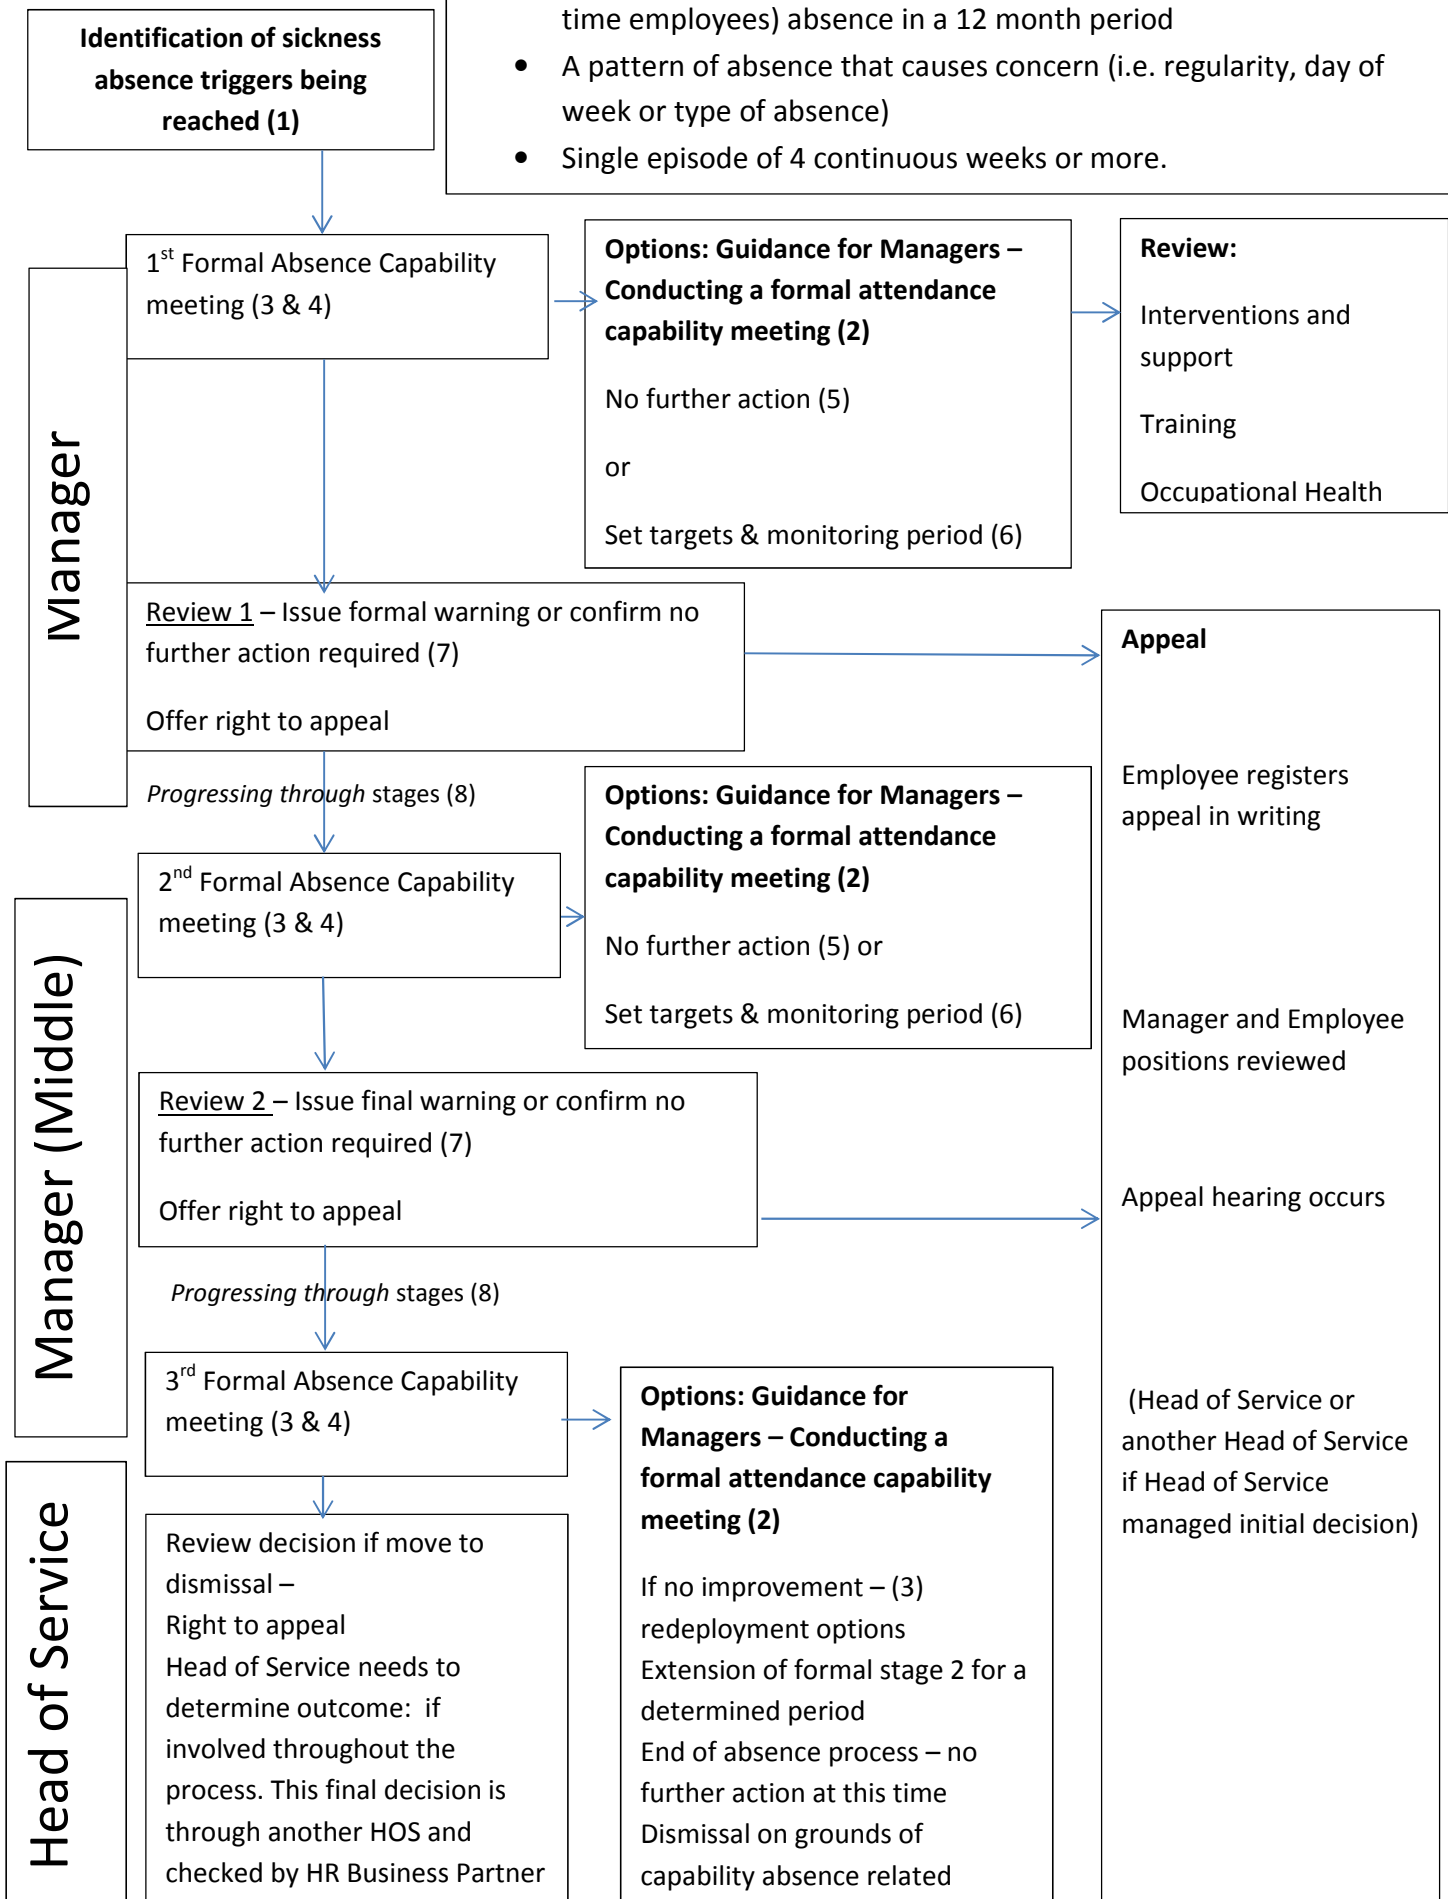 Identification of sickness
absence triggers being
reached (1)
time employees) absence in a 12 month period
• A pattern of absence that causes concern (i.e. regularity, day of
week or type of absence)
• Single episode of 4 continuous weeks or more.
Manager
1st Formal Absence Capability
meeting (3 & 4)
Options: Guidance for Managers –
Conducting a formal attendance
capability meeting (2)
No further action (5)
or
Set targets & monitoring period (6)
Review:
Interventions and
support
Training
Occupational Health
Review 1 – Issue formal warning or confirm no
further action required (7)
Offer right to appeal
Progressing through stages (8)
Appeal
Employee registers
appeal in writing
Manager and Employee
positions reviewed
Appeal hearing occurs
(Head of Service or
another Head of Service
if Head of Service
managed initial decision)
Manager (Middle)
2nd Formal Absence Capability
meeting (3 & 4)
Options: Guidance for Managers –
Conducting a formal attendance
capability meeting (2)
No further action (5) or
Set targets & monitoring period (6)
Review 2 – Issue final warning or confirm no
further action required (7)
Offer right to appeal
Progressing through stages (8)
Head of Service
3rd Formal Absence Capability
meeting (3 & 4)
Options: Guidance for
Managers – Conducting a
formal attendance capability
meeting (2)
If no improvement – (3)
redeployment options
Extension of formal stage 2 for a
determined period
End of absence process – no
further action at this time
Dismissal on grounds of
capability absence related
Review decision if move to
dismissal –
Right to appeal
Head of Service needs to
determine outcome: if
involved throughout the
process. This final decision is
through another HOS and
checked by HR Business Partner